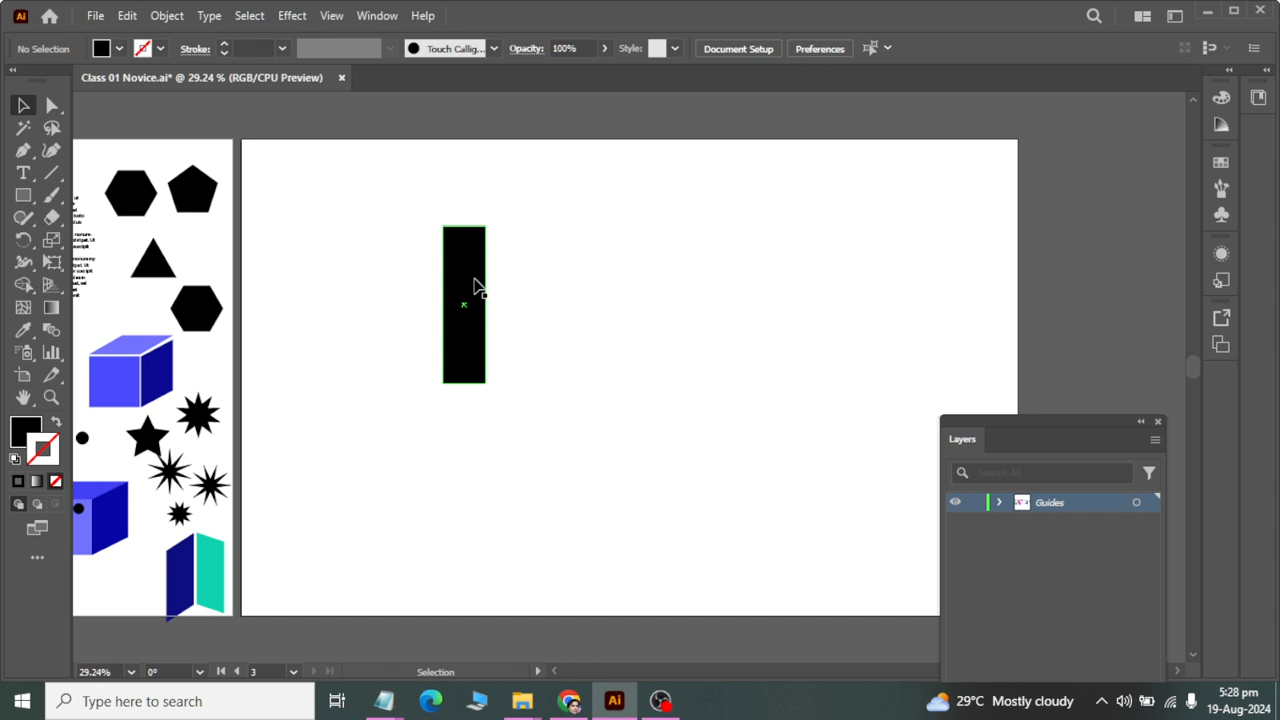 Ai File Edit Object Type Select Effect View Window Help
No Selection Stroke: Touch Callig... Opacity: 100% Style: Document Setup Preferences
Class 01 Novice.ai* @ 29.24 % (RGB/CPU Preview)
Layers
Search All
Guides
29.24% 0° 3 Selection
Type here to search
Ai
29°C Mostly cloudy
5:28 pm
19-Aug-2024